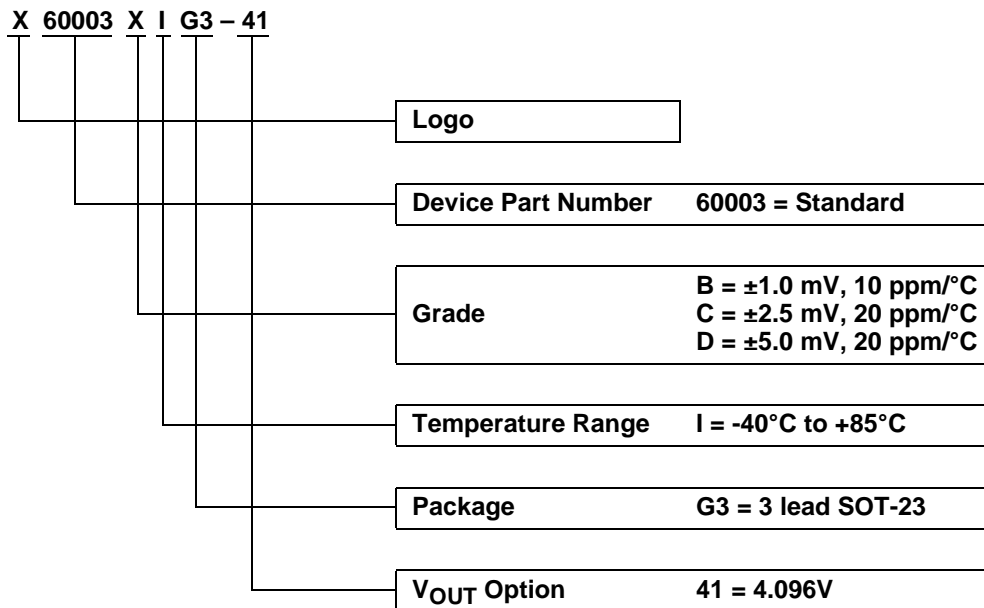 X 60003 X I G3 – 41
Logo
Device Part Number 60003 = Standard
Grade
B = ±1.0 mV, 10 ppm/°C
C = ±2.5 mV, 20 ppm/°C
D = ±5.0 mV, 20 ppm/°C
Temperature Range I = -40°C to +85°C
Package G3 = 3 lead SOT-23
VOUT Option 41 = 4.096V